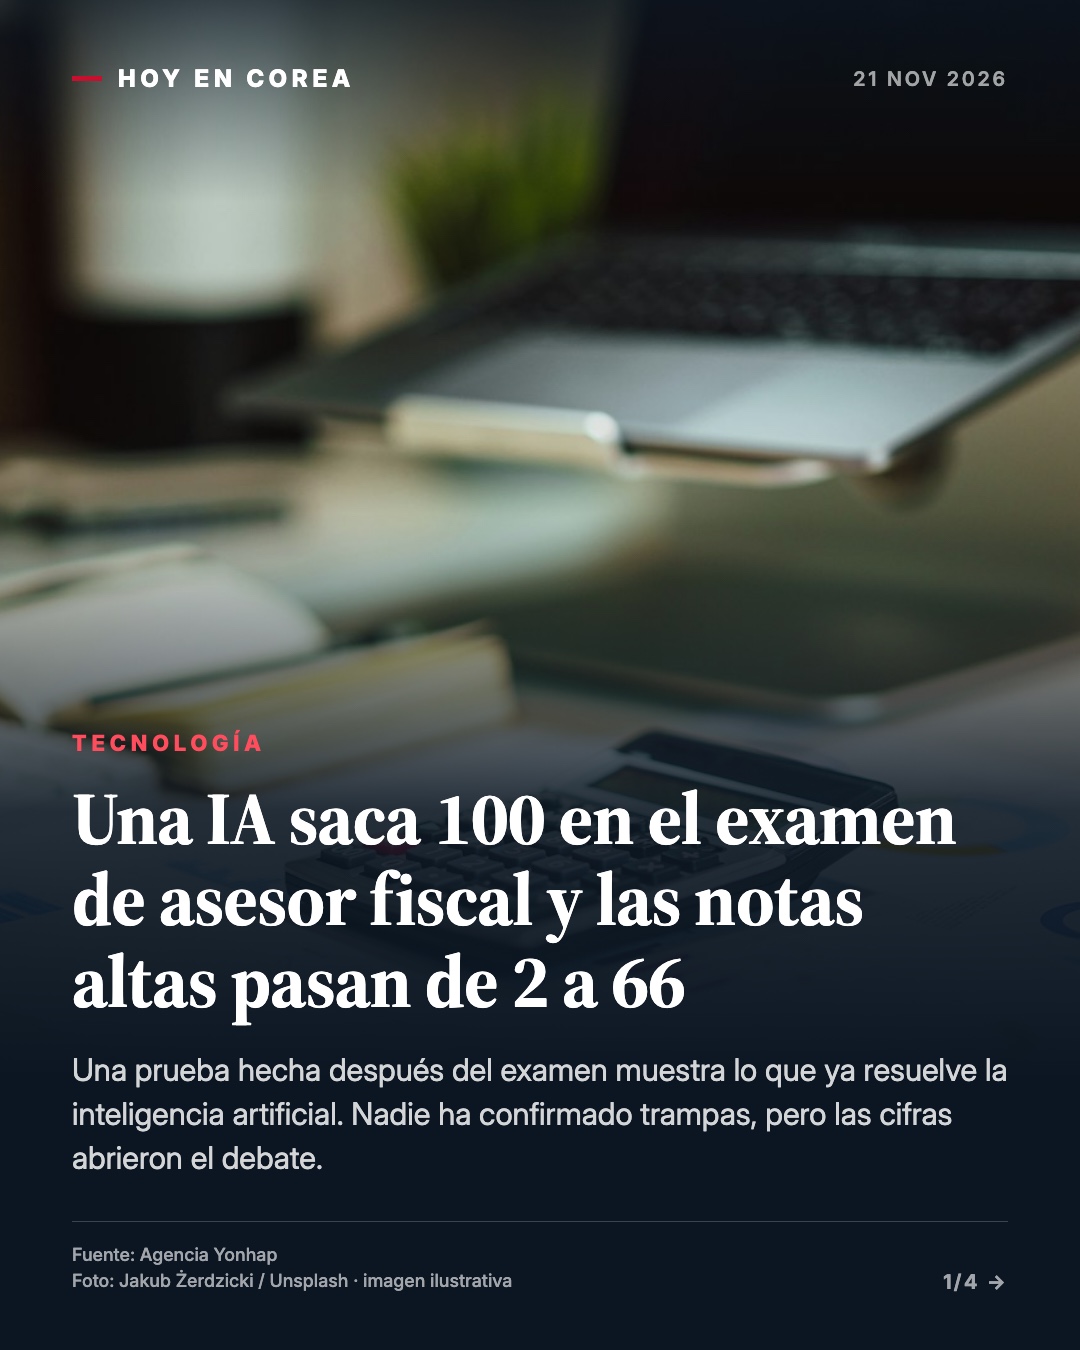 HOY EN COREA
21 NOV 2026
TECNOLOGÍA
Una IA saca 100 en el examen
de asesor fiscal y las notas
altas pasan de 2 a 66
Una prueba hecha después del examen muestra lo que ya resuelve la
inteligencia artificial. Nadie ha confirmado trampas, pero las cifras
abrieron el debate.
Fuente: Agencia Yonhap
Foto: Jakub Żerdzicki / Unsplash · imagen ilustrativa
1/4 →